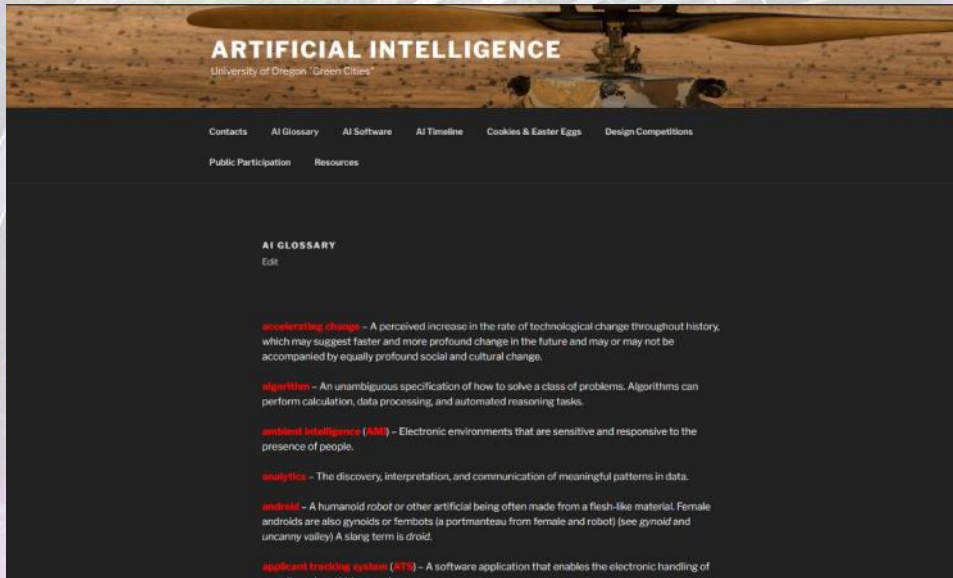 ARTIFICIAL INTELLIGENCE
University of Oregon "Green Cities"
Contacts AI Glossary AI Software AI Timeline Cookies & Easter Eggs Design Competitions
Public Participation Resources
AI GLOSSARY
Edit
accelerating change – A perceived increase in the rate of technological change throughout history,
which may suggest faster and more profound change in the future and may or may not be
accompanied by equally profound social and cultural change.
algorithm – An unambiguous specification of how to solve a class of problems. Algorithms can
perform calculation, data processing, and automated reasoning tasks.
ambient intelligence (AMI) – Electronic environments that are sensitive and responsive to the
presence of people.
analytics – The discovery, interpretation, and communication of meaningful patterns in data.
android – A humanoid robot or other artificial being often made from a flesh-like material. Female
androids are also gynoids or fembots (a portmanteau from female and robot) (see gynoid and
uncanny valley) A slang term is droid.
applicant tracking system (ATS) – A software application that enables the electronic handling of